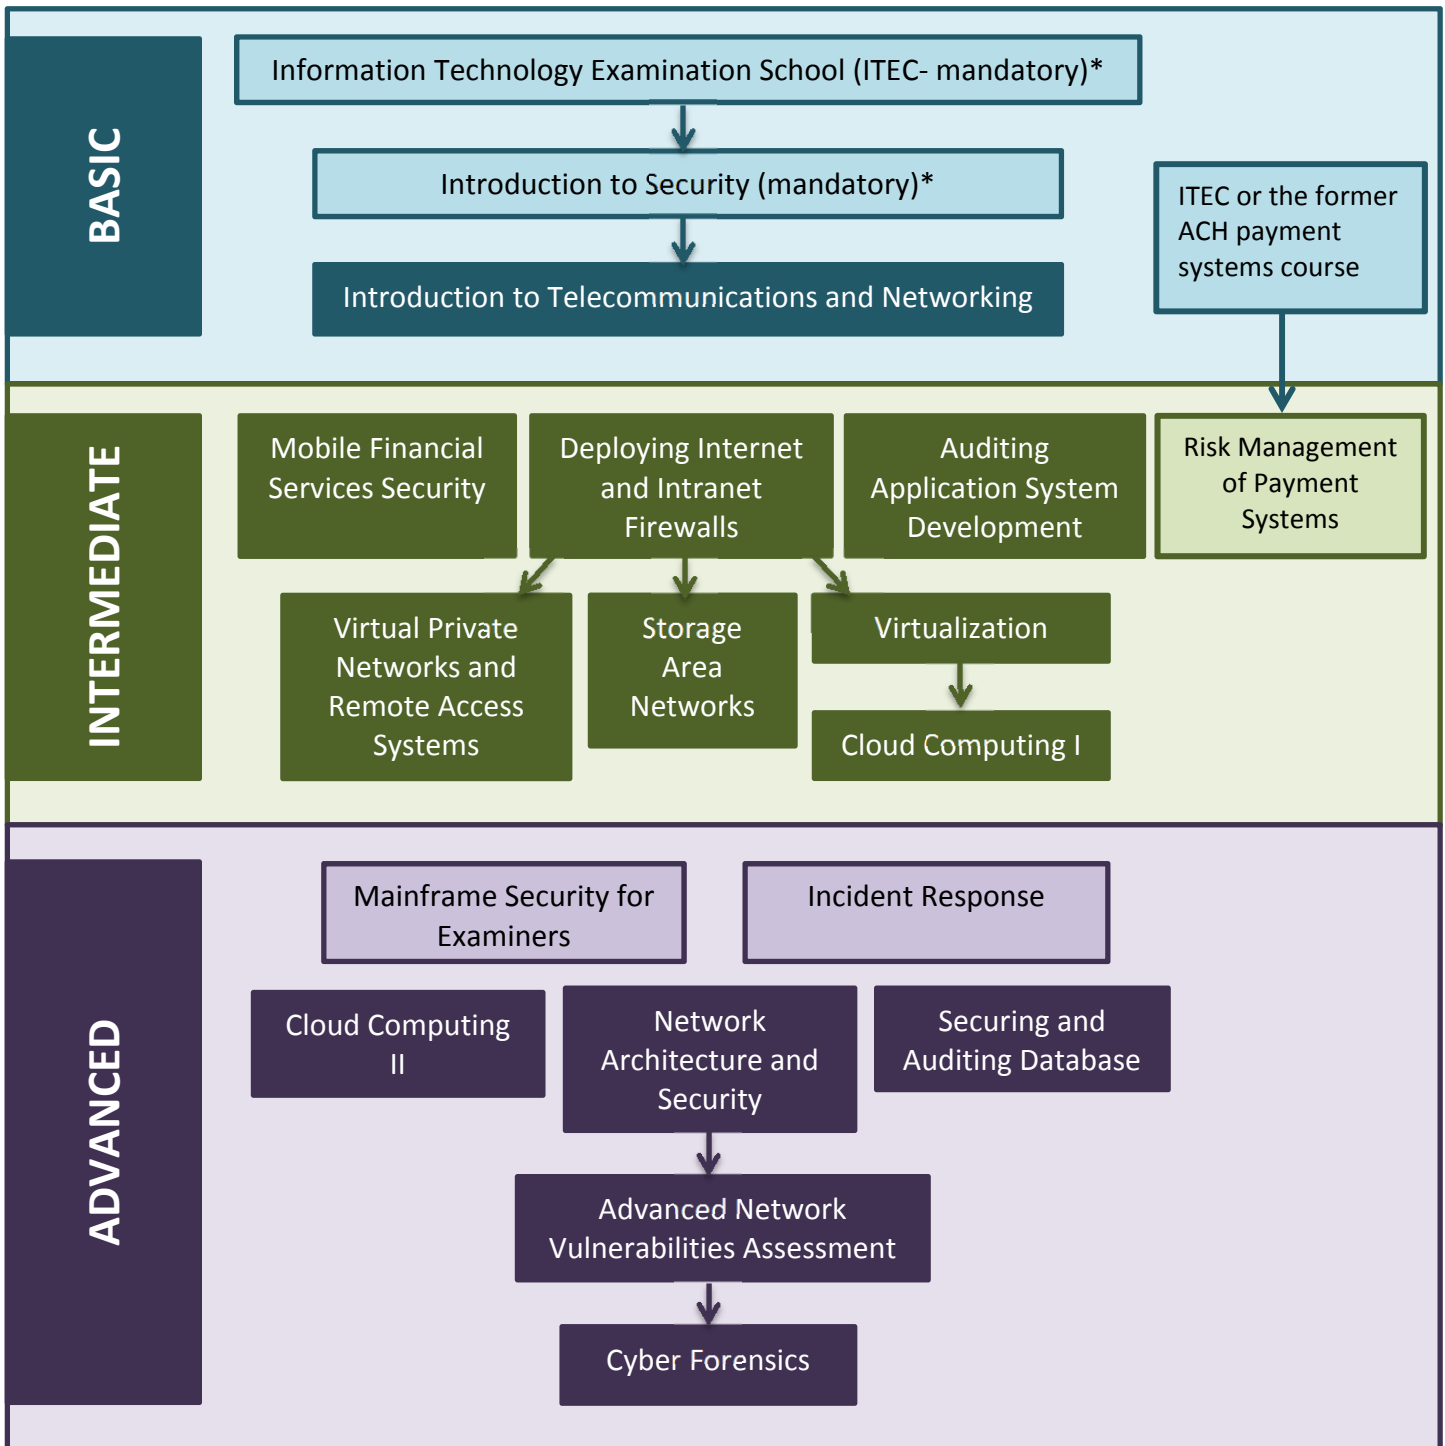 BASIC
Information Technology Examination School (ITEC- mandatory)*
Introduction to Security (mandatory)*
Introduction to Telecommunications and Networking
ITEC or the former
ACH payment
systems course
INTERMEDIATE
Mobile Financial
Services Security
Deploying Internet
and Intranet
Firewalls
Auditing
Application System
Development
Risk Management
of Payment
Systems
Virtual Private
Networks and
Remote Access
Systems
Storage
Area
Networks
Virtualization
Cloud Computing I
ADVANCED
Mainframe Security for
Examiners
Incident Response
Cloud Computing
II
Network
Architecture and
Security
Securing and
Auditing Database
Advanced Network
Vulnerabilities Assessment
Cyber Forensics